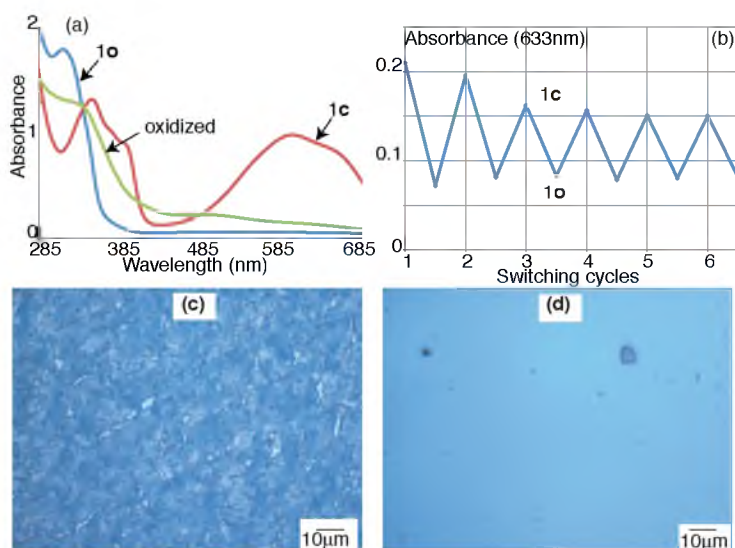 (a)
2
1
0
Absorbance
1o
oxidized
1c
285 385 485 585 685
Wavelength (nm)
Absorbance (633nm) (b)
0.2
0.1
0
1c
1o
1 2 3 4 5 6
Switching cycles
(c)
10μm
(d)
10μm